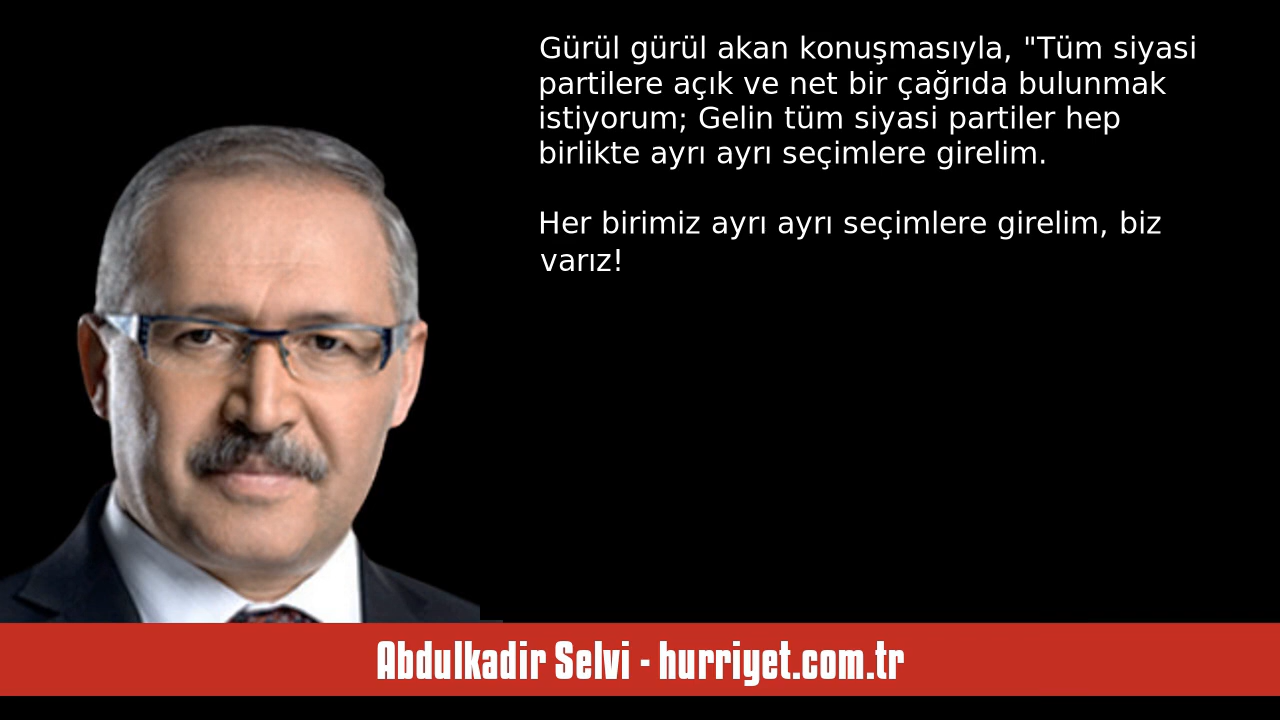 Gürül gürül akan konuşmasıyla, "Tüm siyasi
partilere açık ve net bir çağrıda bulunmak
istiyorum; Gelin tüm siyasi partiler hep
birlikte ayrı ayrı seçimlere girelim.
Her birimiz ayrı ayrı seçimlere girelim, biz
varız!
Abdulkadir Selvi - hurriyet.com.tr